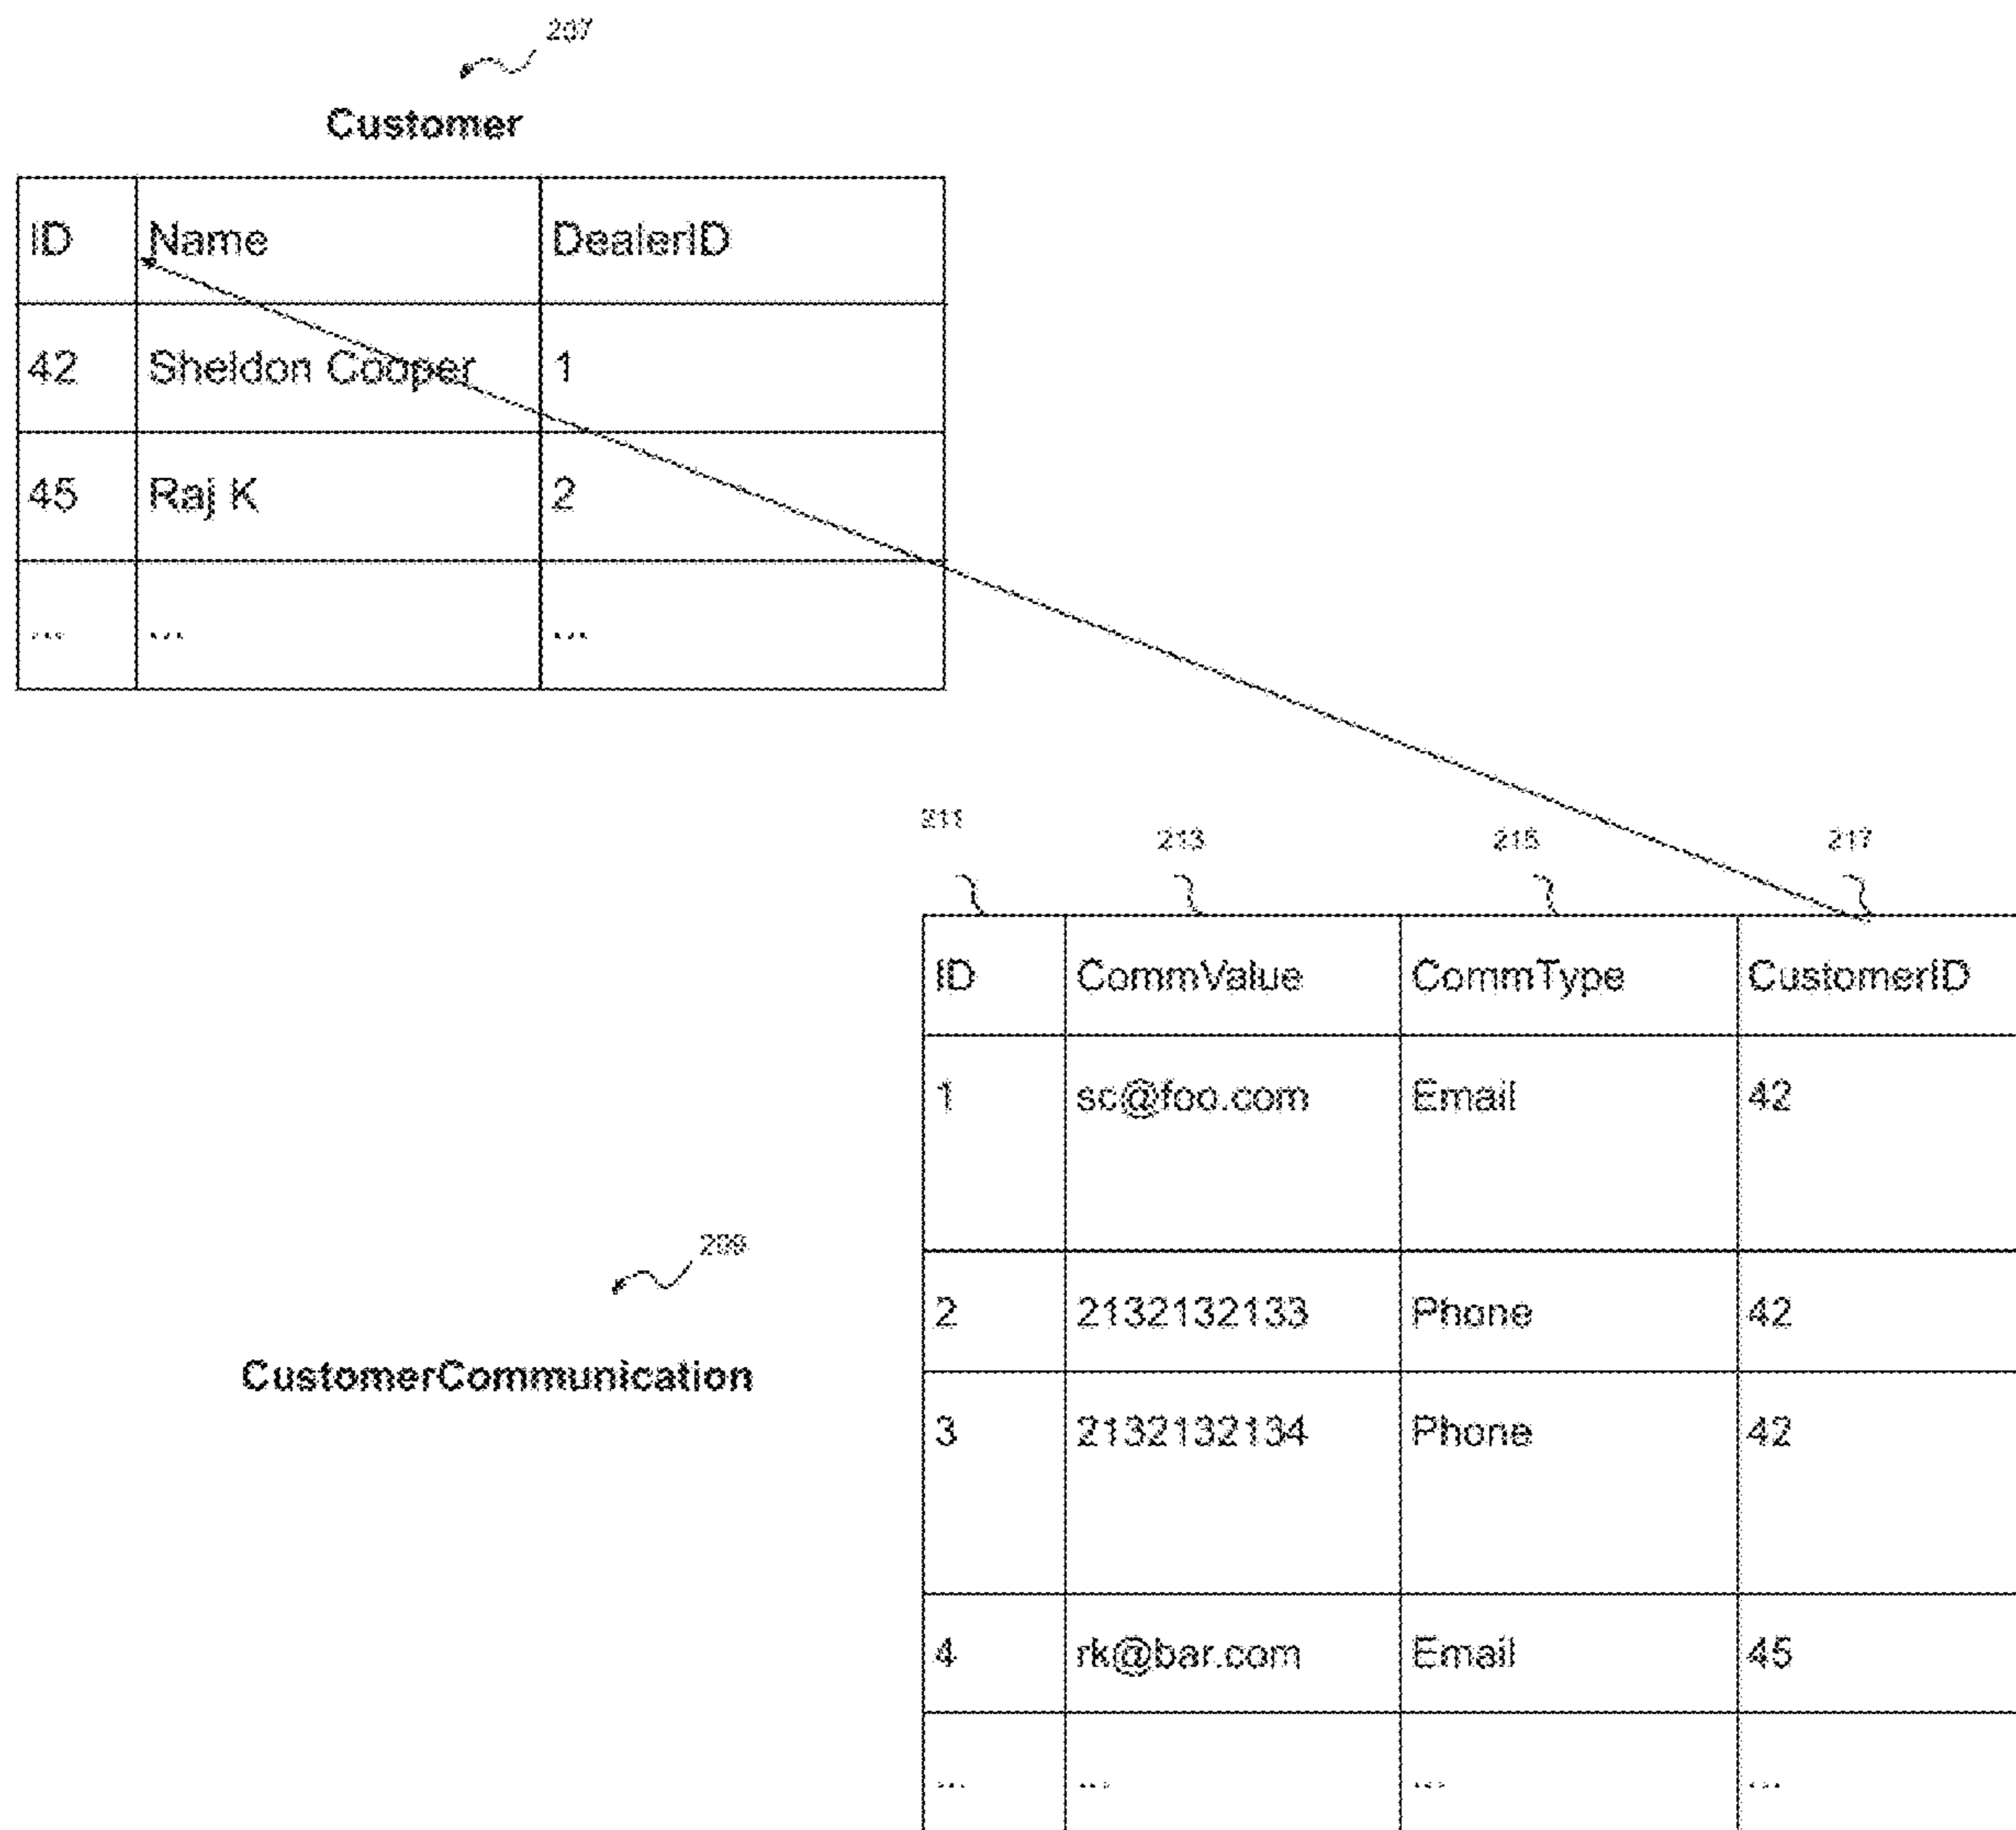 207
Customer
ID Name DealerID
42 Sheldon Cooper 1
45 Raj K 2
... ... ...
211 213 215 217
ID CommValue CommType CustomerID
1 sc@foo.com Email 42
209
2 2132132133 Phone 42
CustomerCommunication
3 2132132134 Phone 42
4 rk@bar.com Email 45
... ... ... ...